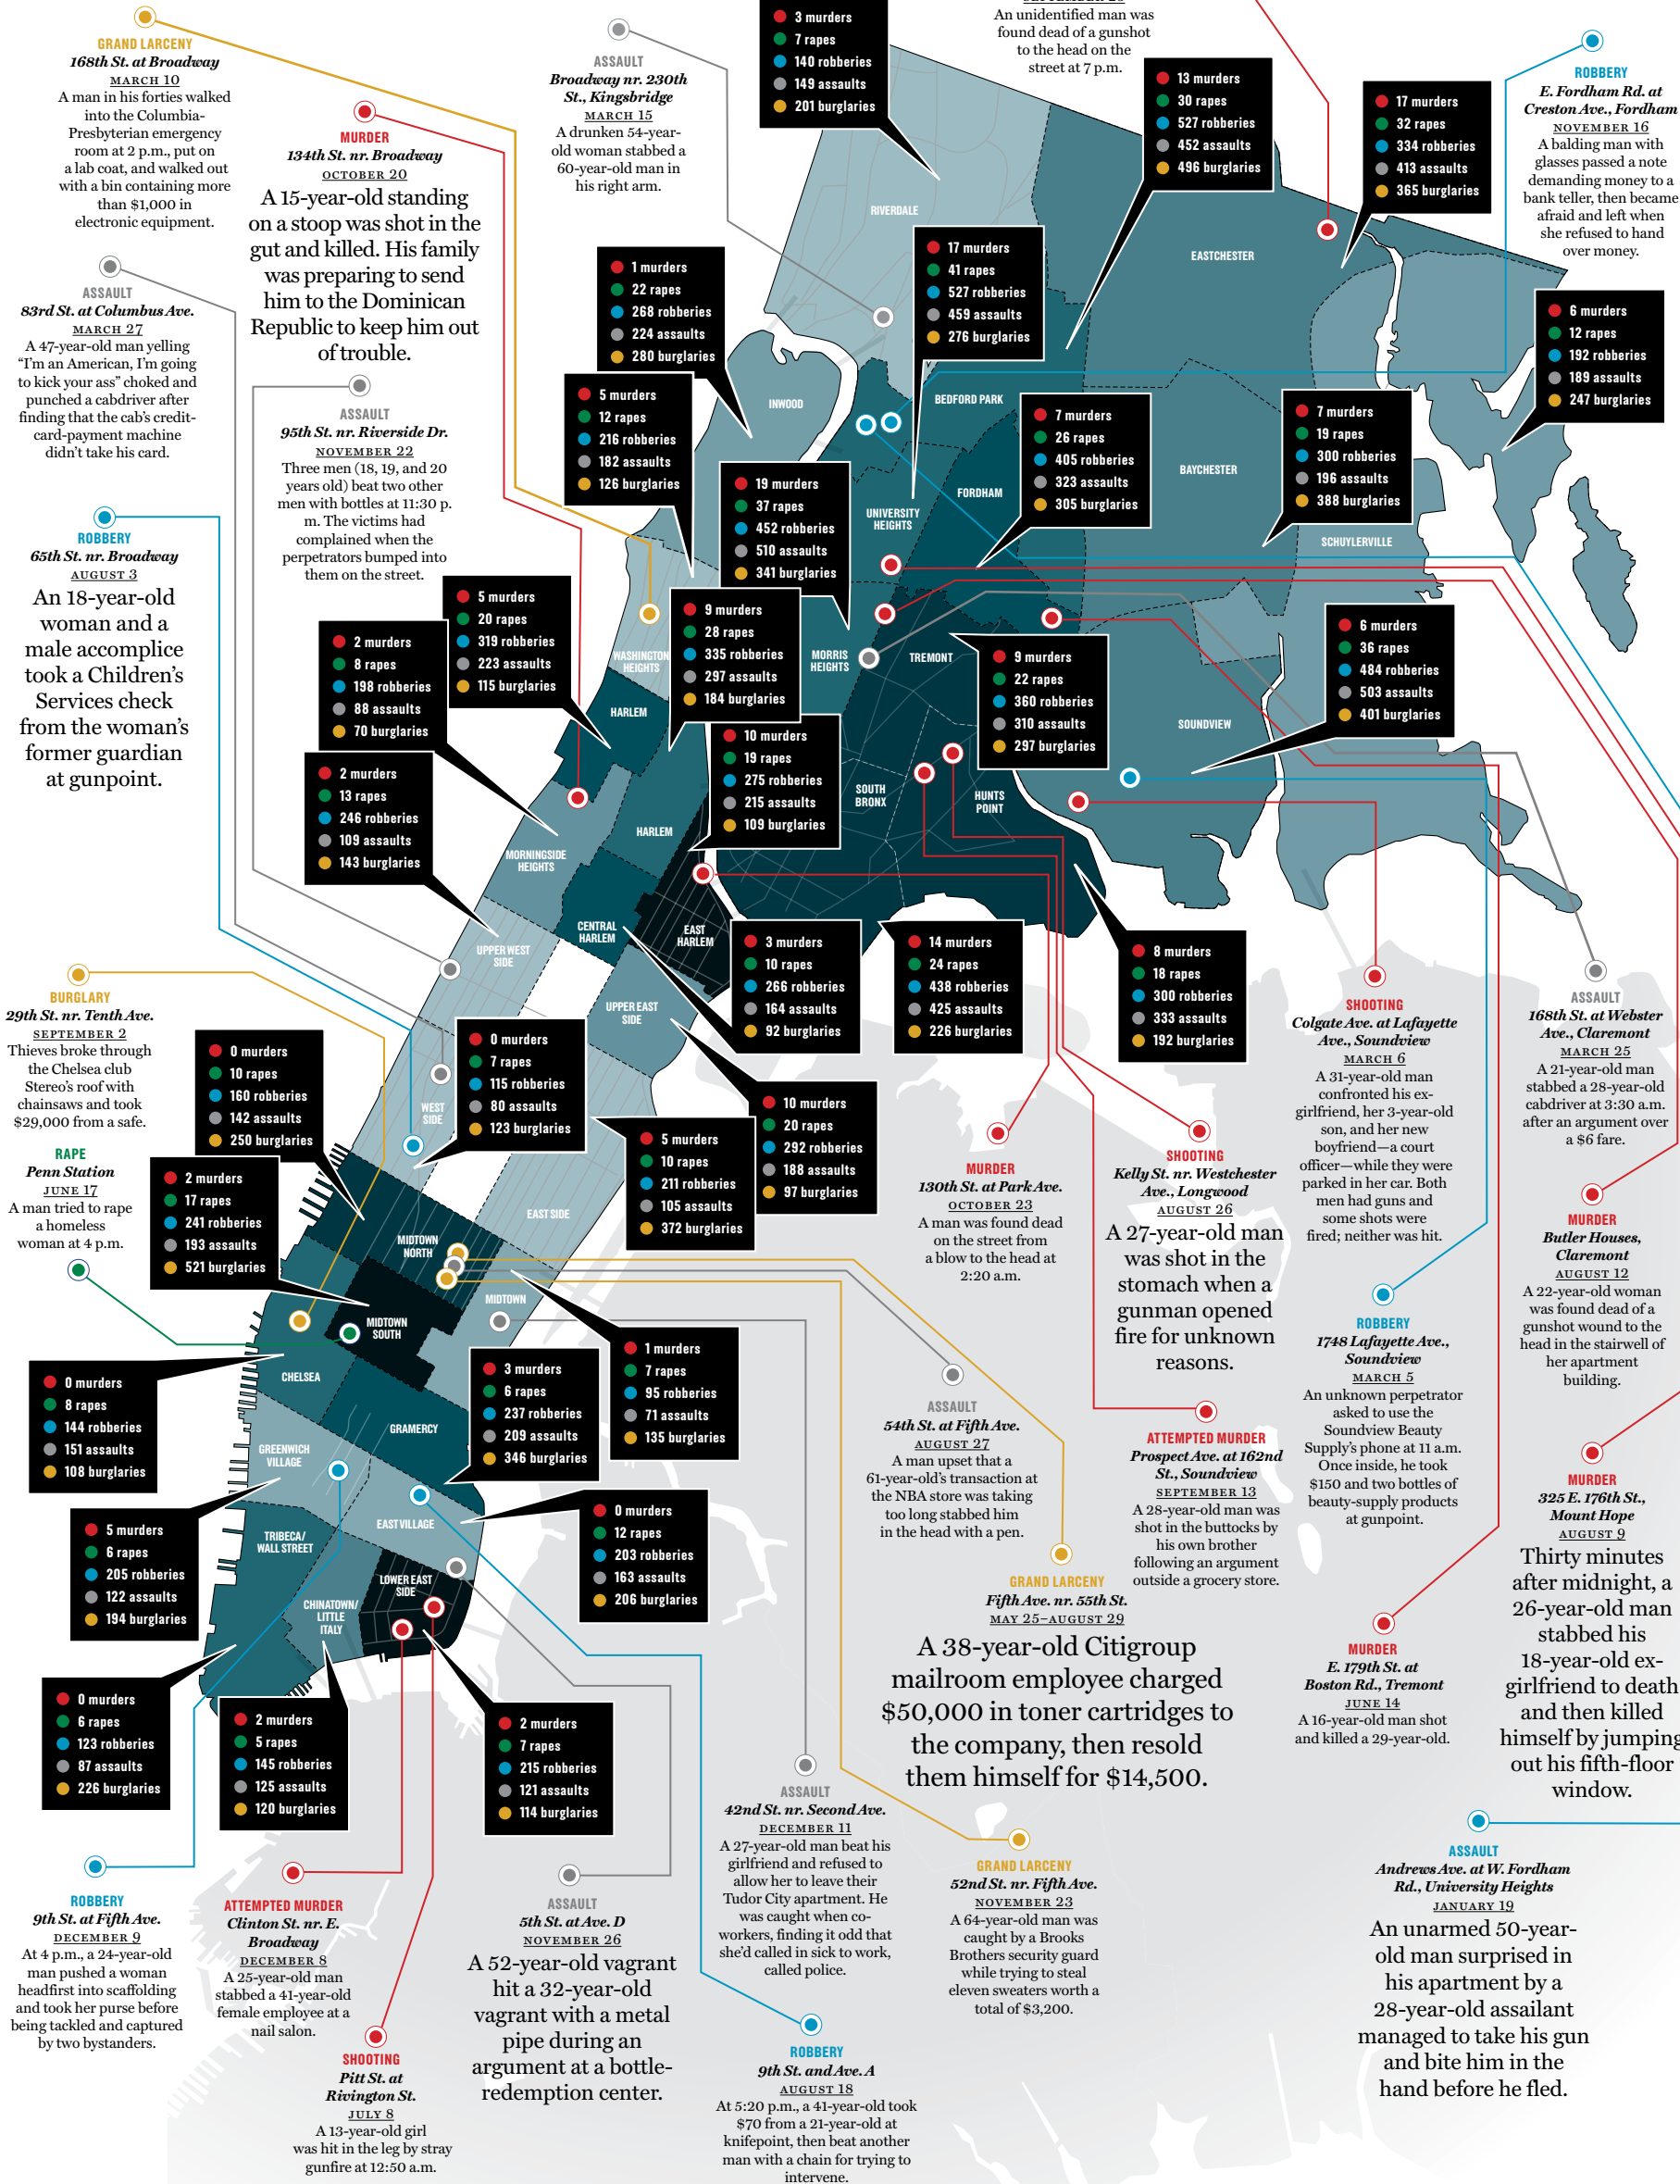 GRAND LARCENY
168th St. at Broadway
MARCH 10
A man in his forties walked
into the Columbia-
Presbyterian emergency
room at 2 p.m., put on
a lab coat, and walked out
with a bin containing more
than $1,000 in
electronic equipment.
MURDER
134th St. nr. Broadway
OCTOBER 20
A 15-year-old standing
on a stoop was shot in the
gut and killed. His family
was preparing to send
him to the Dominican
Republic to keep him out
of trouble.
ASSAULT
Broadway nr. 230th
St., Kingsbridge
MARCH 15
A drunken 54-year-
old woman stabbed a
60-year-old man in
his right arm.
3 murders
7 rapes
140 robberies
149 assaults
201 burglaries
An unidentified man was
found dead of a gunshot
to the head on the
street at 7 p.m.
13 murders
30 rapes
527 robberies
452 assaults
496 burglaries
17 murders
32 rapes
334 robberies
413 assaults
365 burglaries
ROBBERY
E. Fordham Rd. at
Creston Ave., Fordham
NOVEMBER 16
A balding man with
glasses passed a note
demanding money to a
bank teller, then became
afraid and left when
she refused to hand
over money.
ASSAULT
83rd St. at Columbus Ave.
MARCH 27
A 47-year-old man yelling
“I’m an American, I’m going
to kick your ass” choked and
punched a cabdriver after
finding that the cab’s credit-
card-payment machine
didn’t take his card.
ASSAULT
95th St. nr. Riverside Dr.
NOVEMBER 22
Three men (18, 19, and 20
years old) beat two other
men with bottles at 11:30 p.
m. The victims had
complained when the
perpetrators bumped into
them on the street.
1 murders
22 rapes
268 robberies
224 assaults
280 burglaries
17 murders
41 rapes
527 robberies
459 assaults
276 burglaries
6 murders
12 rapes
192 robberies
189 assaults
247 burglaries
5 murders
12 rapes
216 robberies
182 assaults
126 burglaries
7 murders
26 rapes
405 robberies
323 assaults
305 burglaries
7 murders
19 rapes
300 robberies
196 assaults
388 burglaries
19 murders
37 rapes
452 robberies
510 assaults
341 burglaries
RIVERDALE
EASTCHESTER
INWOOD
BEDFORD PARK
BAYCHESTER
FORDHAM
UNIVERSITY
HEIGHTS
SCHUYLERVILLE
ROBBERY
65th St. nr. Broadway
AUGUST 3
An 18-year-old
woman and a
male accomplice
took a Children’s
Services check
from the woman’s
former guardian
at gunpoint.
5 murders
20 rapes
319 robberies
223 assaults
115 burglaries
9 murders
28 rapes
335 robberies
297 assaults
184 burglaries
2 murders
8 rapes
198 robberies
88 assaults
70 burglaries
9 murders
22 rapes
360 robberies
310 assaults
297 burglaries
6 murders
36 rapes
484 robberies
503 assaults
401 burglaries
WASHINGTON
HEIGHTS
MORRIS
HEIGHTS
TREMONT
HARLEM
SOUNDVIEW
10 murders
19 rapes
275 robberies
215 assaults
109 burglaries
2 murders
13 rapes
246 robberies
109 assaults
143 burglaries
SOUTH
BRONX
HUNTS
POINT
HARLEM
MORNINGSIDE
HEIGHTS
CENTRAL
HARLEM
EAST
HARLEM
UPPER WEST
SIDE
UPPER EAST
SIDE
3 murders
10 rapes
266 robberies
164 assaults
92 burglaries
14 murders
24 rapes
438 robberies
425 assaults
226 burglaries
8 murders
18 rapes
300 robberies
333 assaults
192 burglaries
BURGLARY
29th St. nr. Tenth Ave.
SEPTEMBER 2
Thieves broke through
the Chelsea club
Stereo’s roof with
chainsaws and took
$29,000 from a safe.
RAPE
Penn Station
JUNE 17
A man tried to rape
a homeless
woman at 4 p.m.
0 murders
10 rapes
160 robberies
142 assaults
250 burglaries
0 murders
7 rapes
115 robberies
80 assaults
123 burglaries
WEST
SIDE
10 murders
20 rapes
292 robberies
188 assaults
97 burglaries
5 murders
10 rapes
211 robberies
105 assaults
372 burglaries
2 murders
17 rapes
241 robberies
193 assaults
521 burglaries
EAST SIDE
MIDTOWN
NORTH
MIDTOWN
MIDTOWN
SOUTH
MURDER
130th St. at Park Ave.
OCTOBER 23
A man was found dead
on the street from
a blow to the head at
2:20 a.m.
SHOOTING
Kelly St. nr. Westchester
Ave., Longwood
AUGUST 26
A 27-year-old man
was shot in the
stomach when a
gunman opened
fire for unknown
reasons.
SHOOTING
Colgate Ave. at Lafayette
Ave., Soundview
MARCH 6
A 31-year-old man
confronted his ex-
girlfriend, her 3-year-old
son, and her new
boyfriend—a court
officer—while they were
parked in her car. Both
men had guns and
some shots were
fired; neither was hit.
ASSAULT
168th St. at Webster
Ave., Claremont
MARCH 25
A 21-year-old man
stabbed a 28-year-old
cabdriver at 3:30 a.m.
after an argument over
a $6 fare.
MURDER
Butler Houses,
Claremont
AUGUST 12
A 22-year-old woman
was found dead of a
gunshot wound to the
head in the stairwell of
her apartment
building.
ROBBERY
1748 Lafayette Ave.,
Soundview
MARCH 5
An unknown perpetrator
asked to use the
Soundview Beauty
Supply’s phone at 11 a.m.
Once inside, he took
$150 and two bottles of
beauty-supply products
at gunpoint.
0 murders
8 rapes
144 robberies
151 assaults
108 burglaries
CHELSEA
GRAMERCY
GREENWICH
VILLAGE
3 murders
6 rapes
237 robberies
209 assaults
346 burglaries
1 murders
7 rapes
95 robberies
71 assaults
135 burglaries
ASSAULT
54th St. at Fifth Ave.
AUGUST 27
A man upset that a
61-year-old’s transaction at
the NBA store was taking
too long stabbed him
in the head with a pen.
ATTEMPTED MURDER
Prospect Ave. at 162nd
St., Soundview
SEPTEMBER 13
A 28-year-old man was
shot in the buttocks by
his own brother
following an argument
outside a grocery store.
MURDER
325 E. 176th St.,
Mount Hope
AUGUST 9
Thirty minutes
after midnight, a
26-year-old man
stabbed his
18-year-old ex-
girlfriend to death
and then killed
himself by jumping
out his fifth-floor
window.
5 murders
6 rapes
205 robberies
122 assaults
194 burglaries
0 murders
12 rapes
203 robberies
163 assaults
206 burglaries
EAST VILLAGE
TRIBECA/
WALL STREET
LOWER EAST
SIDE
CHINATOWN/
LITTLE
ITALY
GRAND LARCENY
Fifth Ave. nr. 55th St.
MAY 25–AUGUST 29
A 38-year-old Citigroup
mailroom employee charged
$50,000 in toner cartridges to
the company, then resold
them himself for $14,500.
MURDER
E. 179th St. at
Boston Rd., Tremont
JUNE 14
A 16-year-old man shot
and killed a 29-year-old.
0 murders
6 rapes
123 robberies
87 assaults
226 burglaries
2 murders
5 rapes
145 robberies
125 assaults
120 burglaries
2 murders
7 rapes
215 robberies
121 assaults
114 burglaries
ASSAULT
42nd St. nr. Second Ave.
DECEMBER 11
A 27-year-old man beat his
girlfriend and refused to
allow her to leave their
Tudor City apartment. He
was caught when co-
workers, finding it odd that
she’d called in sick to work,
called police.
GRAND LARCENY
52nd St. nr. Fifth Ave.
NOVEMBER 23
A 64-year-old man was
caught by a Brooks
Brothers security guard
while trying to steal
eleven sweaters worth a
total of $3,200.
ASSAULT
Andrews Ave. at W. Fordham
Rd., University Heights
JANUARY 19
An unarmed 50-year-
old man surprised in
his apartment by a
28-year-old assailant
managed to take his gun
and bite him in the
hand before he fled.
ROBBERY
9th St. at Fifth Ave.
DECEMBER 9
At 4 p.m., a 24-year-old
man pushed a woman
headfirst into scaffolding
and took her purse before
being tackled and captured
by two bystanders.
ATTEMPTED MURDER
Clinton St. nr. E.
Broadway
DECEMBER 8
A 25-year-old man
stabbed a 41-year-old
female employee at a
nail salon.
SHOOTING
Pitt St. at
Rivington St.
JULY 8
A 13-year-old girl
was hit in the leg by stray
gunfire at 12:50 a.m.
ASSAULT
5th St. at Ave. D
NOVEMBER 26
A 52-year-old vagrant
hit a 32-year-old
vagrant with a metal
pipe during an
argument at a bottle-
redemption center.
ROBBERY
9th St. and Ave. A
AUGUST 18
At 5:20 p.m., a 41-year-old took
$70 from a 21-year-old at
knifepoint, then beat another
man with a chain for trying to
intervene.